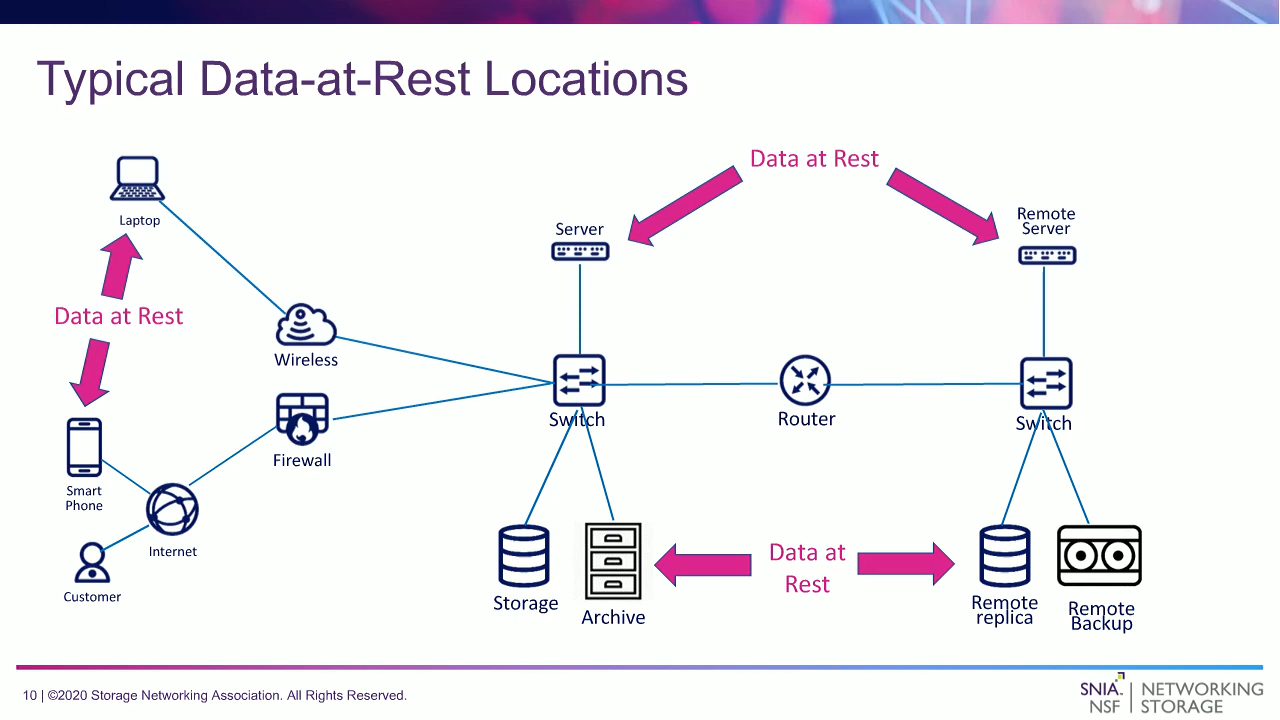 Typical Data-at-Rest Locations
Data at Rest
Laptop
Server
Remote
Server
Data at Rest
Wireless
Switch
Router
Switch
Firewall
Smart
Phone
Internet
Customer
Data at
Rest
Storage
Archive
Remote
replica
Remote
Backup
10 | ©2020 Storage Networking Association. All Rights Reserved.
SNIA™ | NETWORKING
NSF | STORAGE